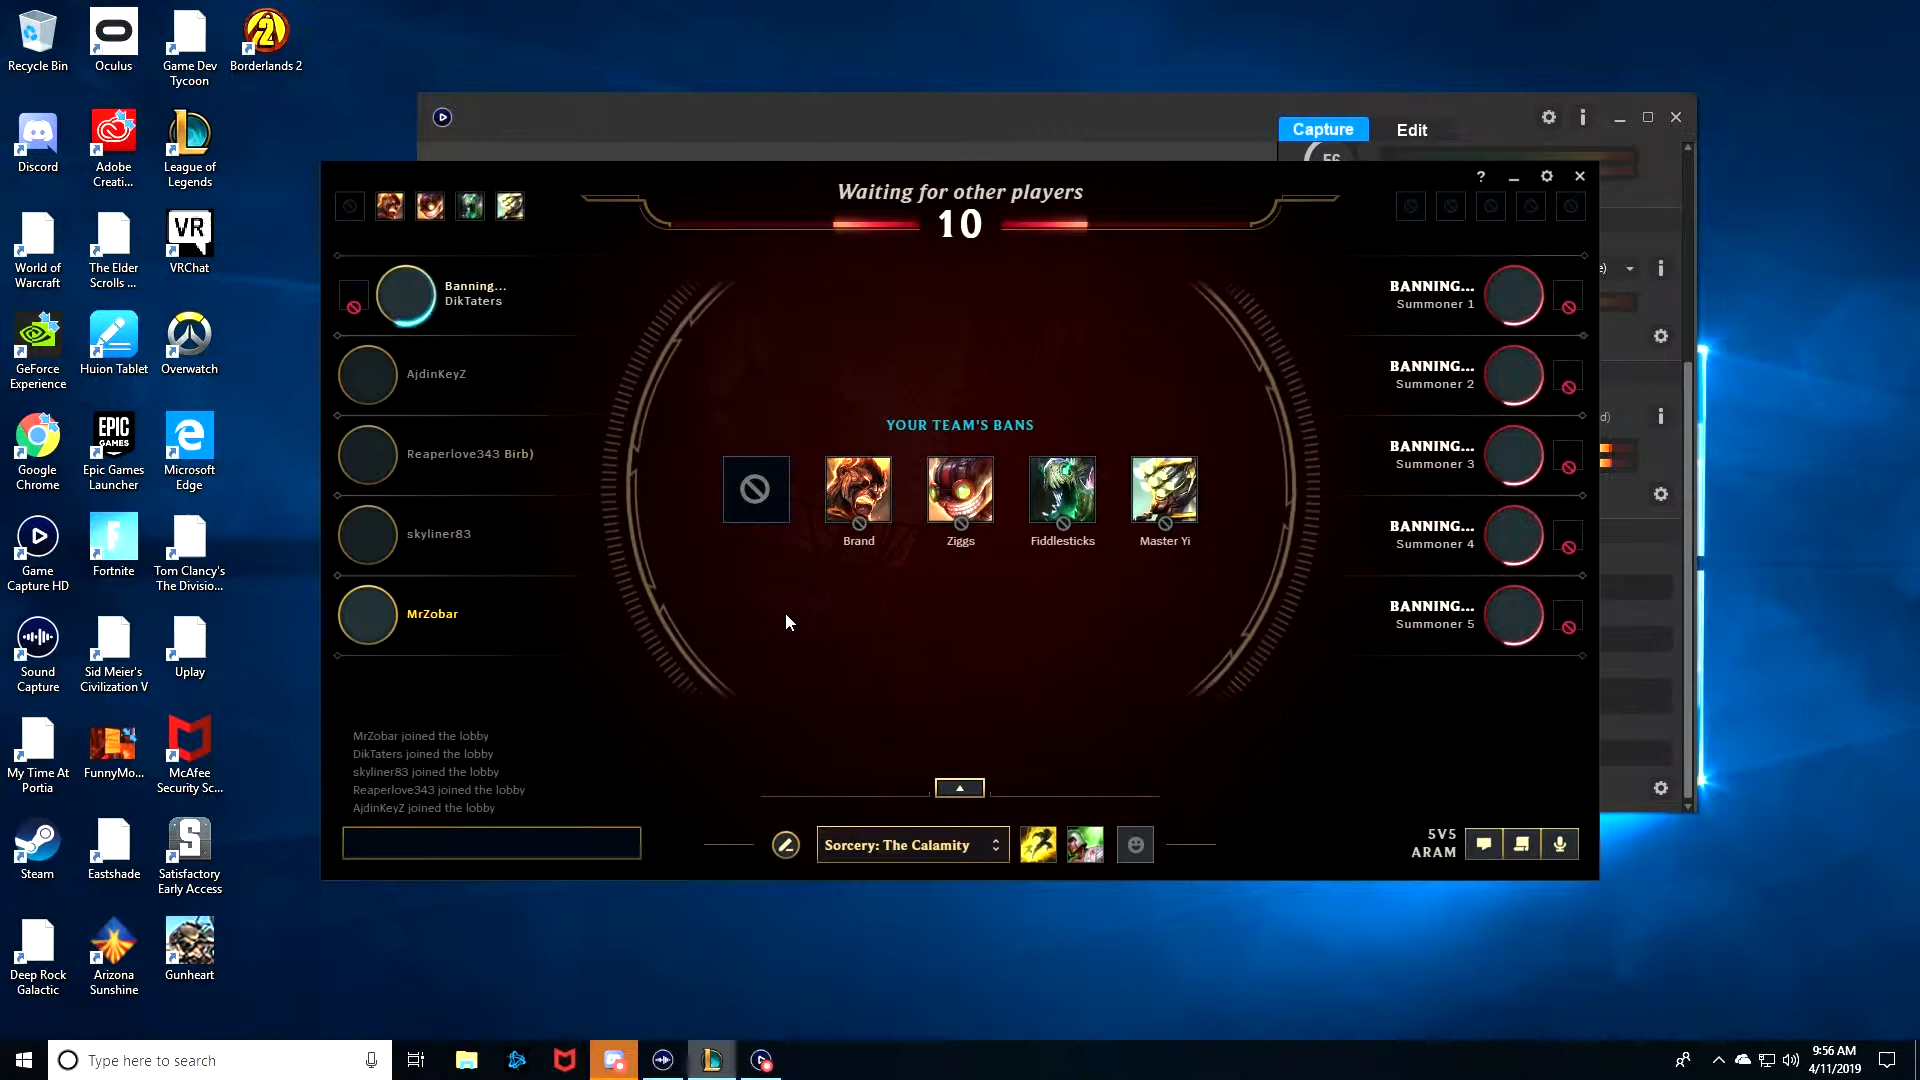 Recycle Bin
Oculus
Game Dev
Tycoon
Borderlands 2
Discord
Adobe
Creati...
League of
Legends
World of
Warcraft
The Elder
Scrolls ...
VR
VRChat
GeForce
Experience
Huion Tablet
Overwatch
Google
Chrome
EPIC
GAMES
Epic Games
Launcher
Microsoft
Edge
Game
Capture HD
Fortnite
Tom Clancy's
The Divisio...
Sound
Capture
Sid Meier's
Civilization V
Uplay
My Time At
Portia
FunnyMo...
McAfee
Security Sc...
Steam
Eastshade
Satisfactory
Early Access
Deep Rock
Galactic
Arizona
Sunshine
Gunheart
Capture
Edit
56
Waiting for other players
10
Banning...
DikTaters
AjdinKeyZ
Reaperlove343 Birb)
skyliner83
MrZobar
YOUR TEAM'S BANS
Brand
Ziggs
Fiddlesticks
Master Yi
BANNING...
Summoner 1
BANNING...
Summoner 2
BANNING...
Summoner 3
BANNING...
Summoner 4
BANNING...
Summoner 5
e)
d)
MrZobar joined the lobby
DikTaters joined the lobby
skyliner83 joined the lobby
Reaperlove343 joined the lobby
AjdinKeyZ joined the lobby
Sorcery: The Calamity
5V5
ARAM
Type here to search
9:56 AM
4/11/2019